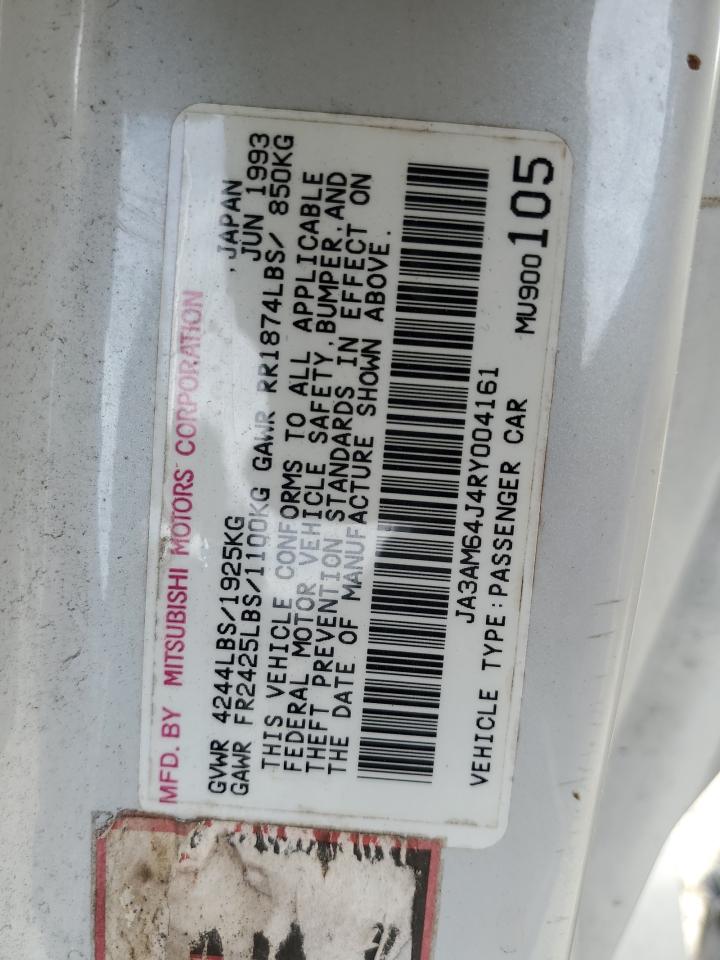 MFD. BY MITSUBISHI MOTORS CORPORATION ,JAPAN
JUN 1993
GVWR 4244LBS/1925KG
GAWR FR2425LBS/1100KG GAWR RR1874LBS/ 850KG
THIS VEHICLE CONFORMS TO ALL APPLICABLE
FEDERAL MOTOR VEHICLE SAFETY,BUMPER,AND
THEFT PREVENTION STANDARDS IN EFFECT ON
THE DATE OF MANUFACTURE SHOWN ABOVE.
JA3AM64J4RY004161
VEHICLE TYPE:PASSENGER CAR MU900105